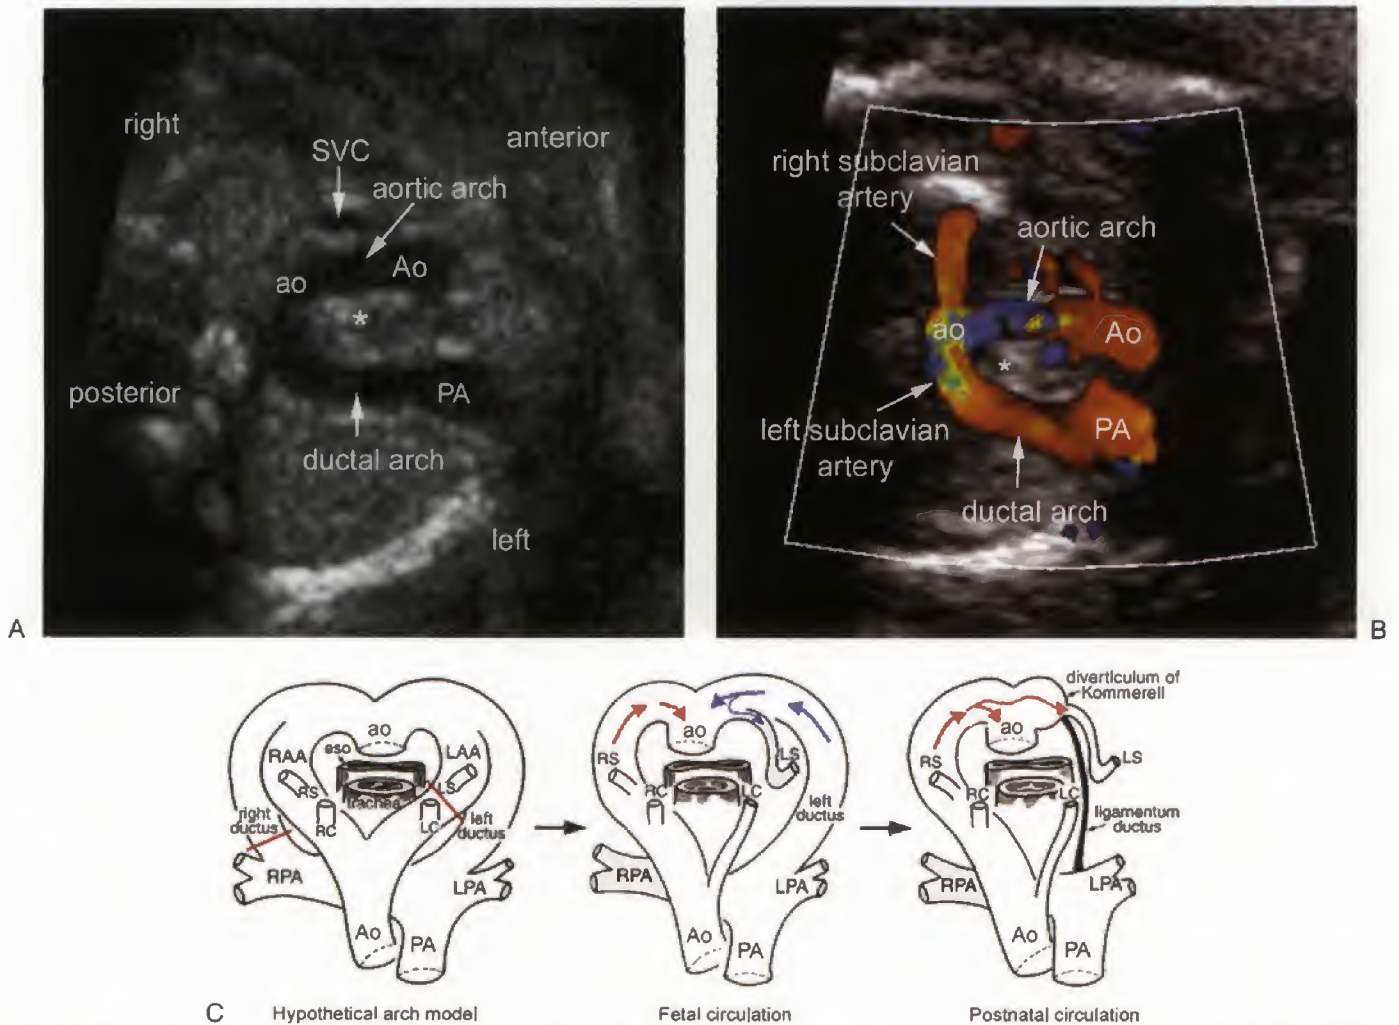 right
SVC
anterior
aortic arch
Ao
ao
*
posterior
PA
ductal arch
left
A
right subclavian
artery
aortic arch
ao
Ao
*
left subclavian
artery
PA
ductal arch
B
RAA
eso
ao
LAA
RS
trachea
LS
right
ductus
RC
LC
left
ductus
RPA
LPA
Ao
PA
Hypothetical arch model
RS
ao
LS
RC
LC
left
ductus
RPA
LPA
Ao
PA
Fetal circulation
diverticulum of
Kommerell
ao
RS
LS
RC
LC
ligamentum
ductus
RPA
LPA
Ao
PA
Postnatal circulation
C